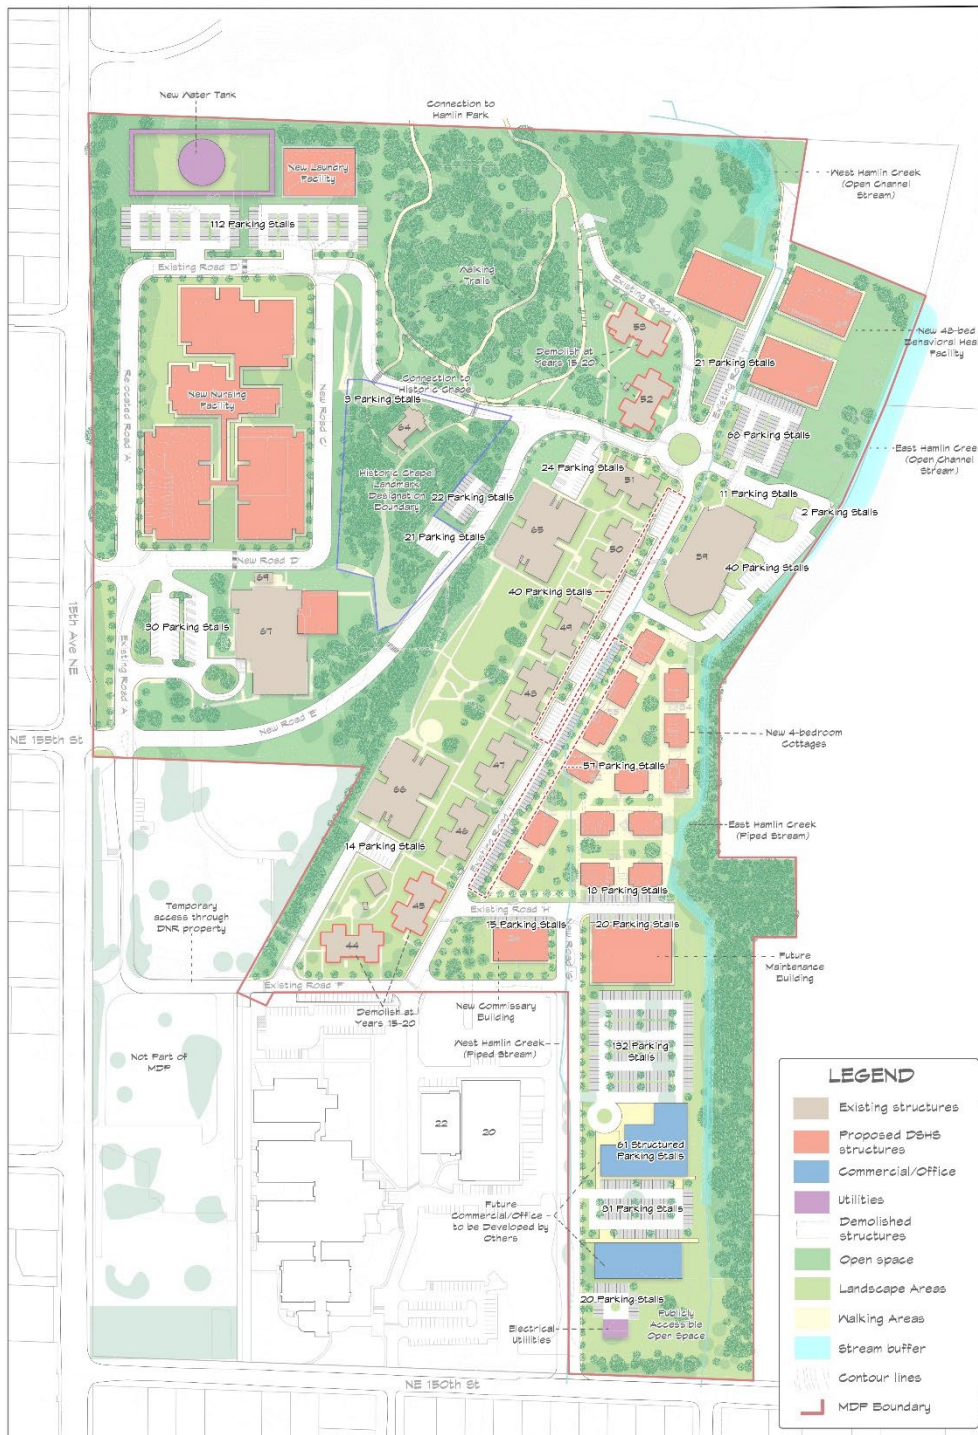 New Water Tank
Connection to
Hamlin Park
New Laundry
Facility
West Hamlin Creek
(Open Channel
Stream)
112 Parking Stalls
Existing Road D
Walking
Trails
Existing Road J
53
Demolish at
Years 15-20
New 48-bed
Behavioral Hea
Facility
21 Parking Stalls
Relocated Road A
New Nursing
Facility
New Road C
Connection to
Historic Chape
9 Parking Stalls
52
64
68 Parking Stalls
East Hamlin Cree
(Open Channel
Stream)
Historic Chapel
Landmark
Designation
Boundary
24 Parking Stalls
51
22 Parking Stalls
11 Parking Stalls
2 Parking Stalls
65
21 Parking Stalls
50
59
New Road D
40 Parking Stalls
69
40 Parking Stalls
15th Ave NE
30 Parking Stalls
67
49
Existing Road A
48
New Road E
NE 155th St
New 4-bedroom
Cottages
47
57 Parking Stalls
66
46
East Hamlin Creek
(Piped Stream)
14 Parking Stalls
45
18 Parking Stalls
Temporary
access through
DNR property
Existing Road H
15 Parking Stalls
20 Parking Stalls
44
New Road G
Future
Maintenance
Building
Existing Road F
Demolish at
Years 15-20
New Commissary
Building
West Hamlin Creek
(Piped Stream)
132 Parking
Stalls
Not Part of
MDP
22
20
61 Structured
Parking Stalls
Future
Commercial/Office -
to be Developed by
Others
31 Parking Stalls
20 Parking Stalls
Publicly
Accessible
Open Space
Electrical
Utilities
NE 150th St
LEGEND
Existing structures
Proposed DSHS
structures
Commercial/Office
Utilities
Demolished
structures
Open space
Landscape Areas
Walking Areas
Stream buffer
Contour lines
MDP Boundary